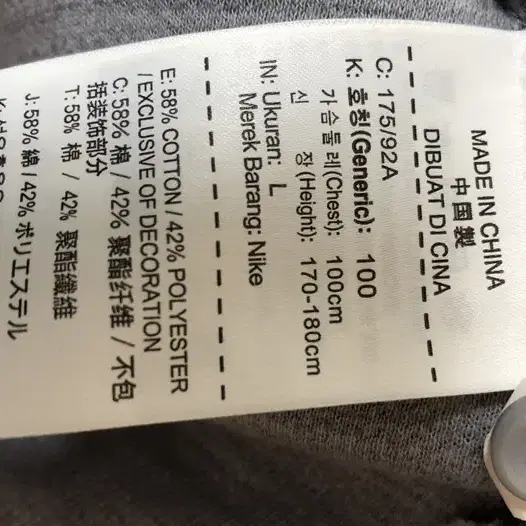 MADE IN CHINA
中国製
DIBUAT DI CINA
C: 175/92A
K: 호칭(Generic): 100
가슴둘레(Chest): 100cm
신 장(Height): 170-180cm
IN: Ukuran: L
Merek Barang: Nike
E: 58% COTTON / 42% POLYESTER
/ EXCLUSIVE OF DECORATION
C: 58% 棉 / 42% 聚酯纤维 / 不包
括装饰部分
T: 58% 棉 / 42% 聚酯纖維
J: 58% 綿 / 42% ポリエステル